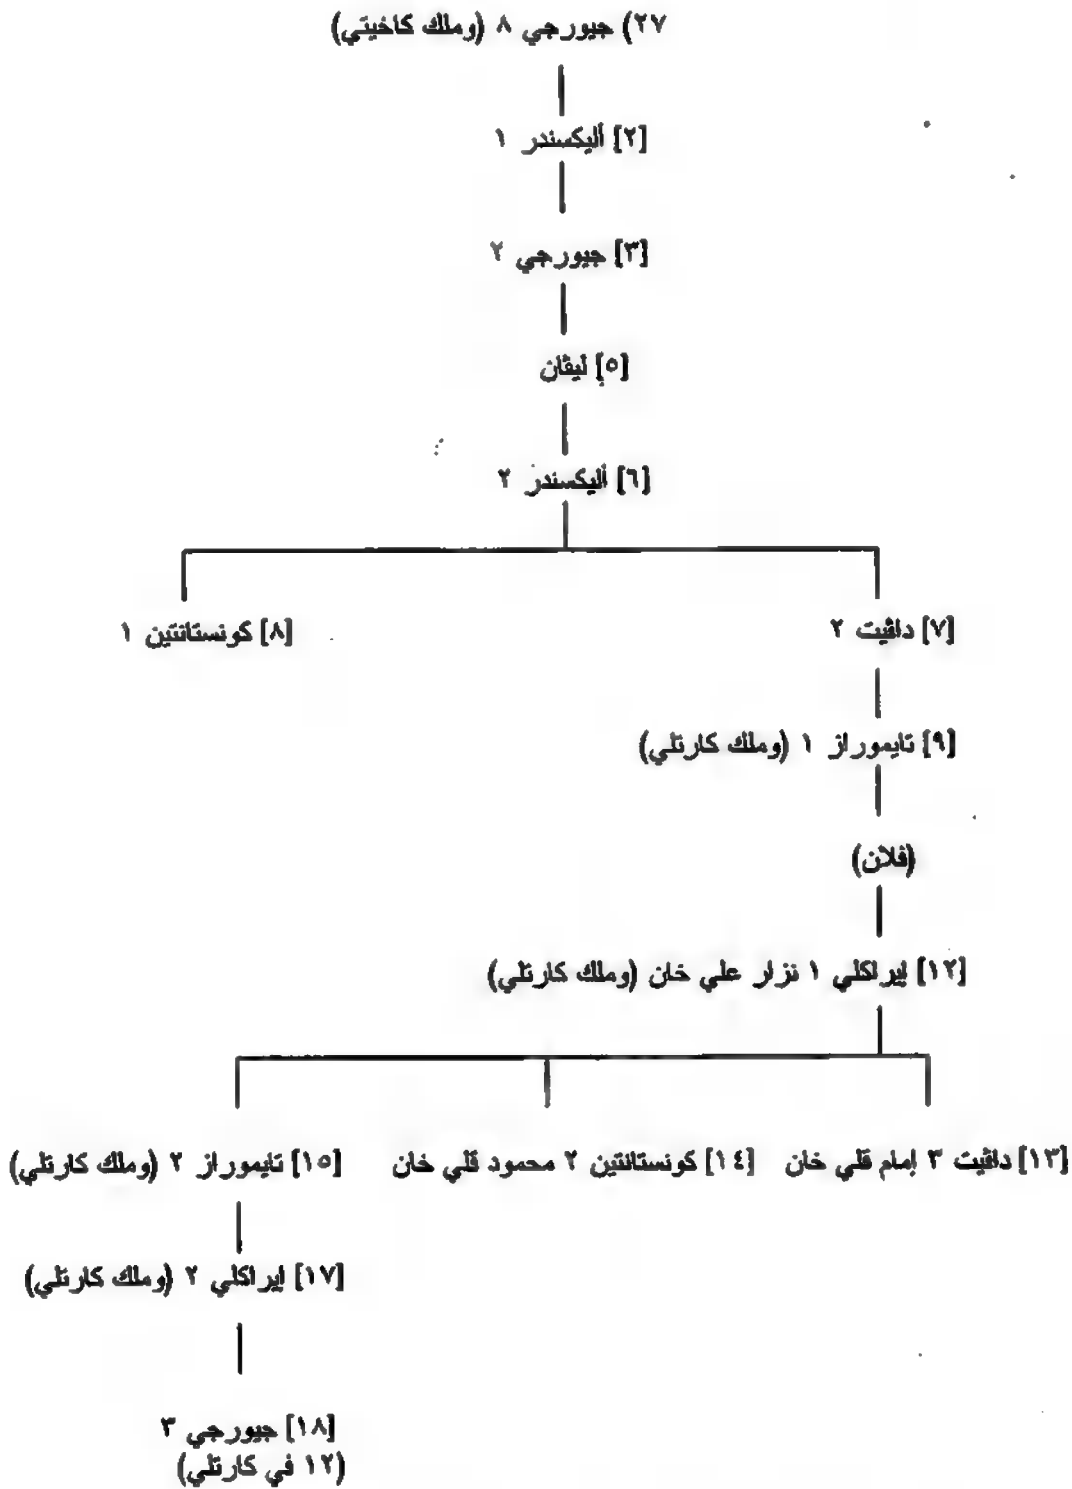 ٢٧) جيورجي ٨ (وملك كاخيتي)
[٢] أليكسندر ١
[٣] جيورجي ٢
[٥] ليڤان
[٦] أليكسندر ٢
[٧] داڤيت ٢
[٨] كونستانتين ١
[٩] تايموراز ١ (وملك كارتلي)
(فلان)
[١٢] إيراكلي ١ نزار علي خان (وملك كارتلي)
[١٣] داڤيت ٣ إمام قلي خان [١٤] كونستانتين ٢ محمود قلي خان [١٥] تايموراز ٢ (وملك كارتلي)
[١٧] إيراكلي ٢ (وملك كارتلي)
[١٨] جيورجي ٣
(١٢ في كارتلي)